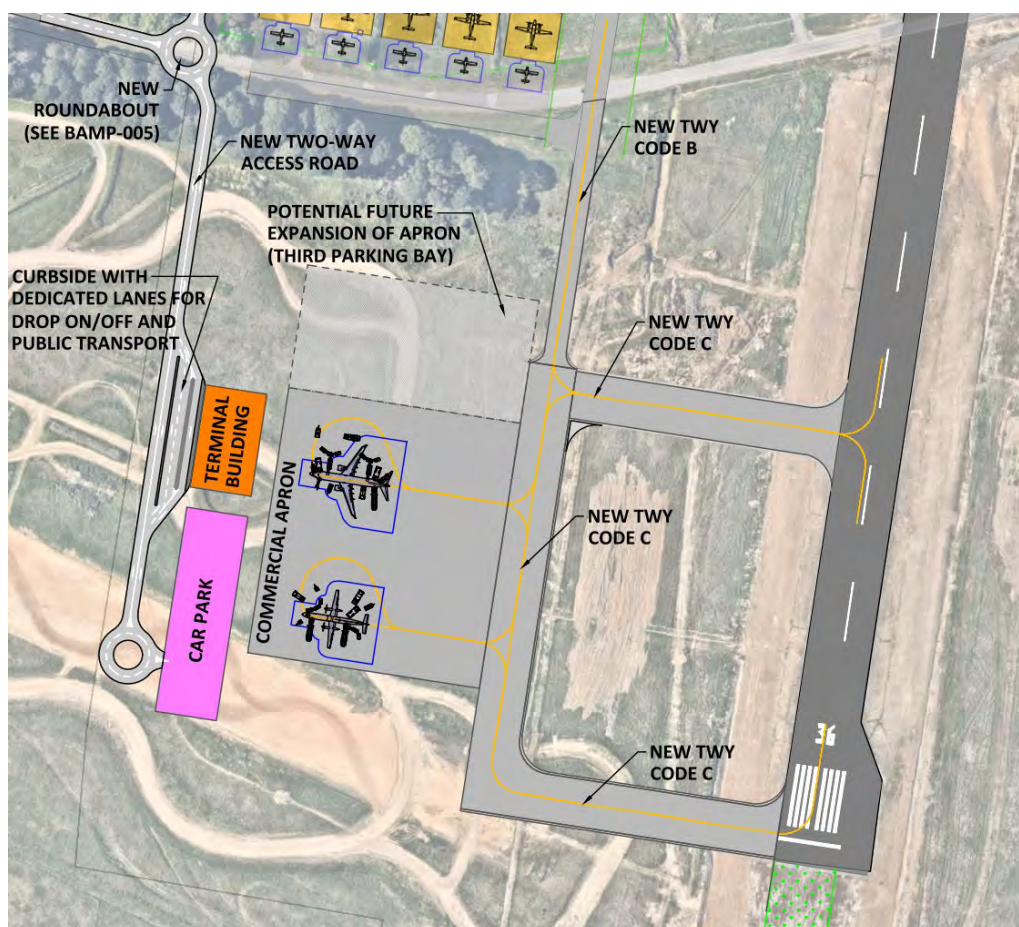 NEW
ROUNDABOUT
(SEE BAMP-005)
NEW TWO-WAY
ACCESS ROAD
NEW TWY
CODE B
POTENTIAL FUTURE
EXPANSION OF APRON
(THIRD PARKING BAY)
CURBSIDE WITH
DEDICATED LANES FOR
DROP ON/OFF AND
PUBLIC TRANSPORT
NEW TWY
CODE C
TERMINAL
BUILDING
COMMERCIAL APRON
NEW TWY
CODE C
CAR PARK
36
NEW TWY
CODE C